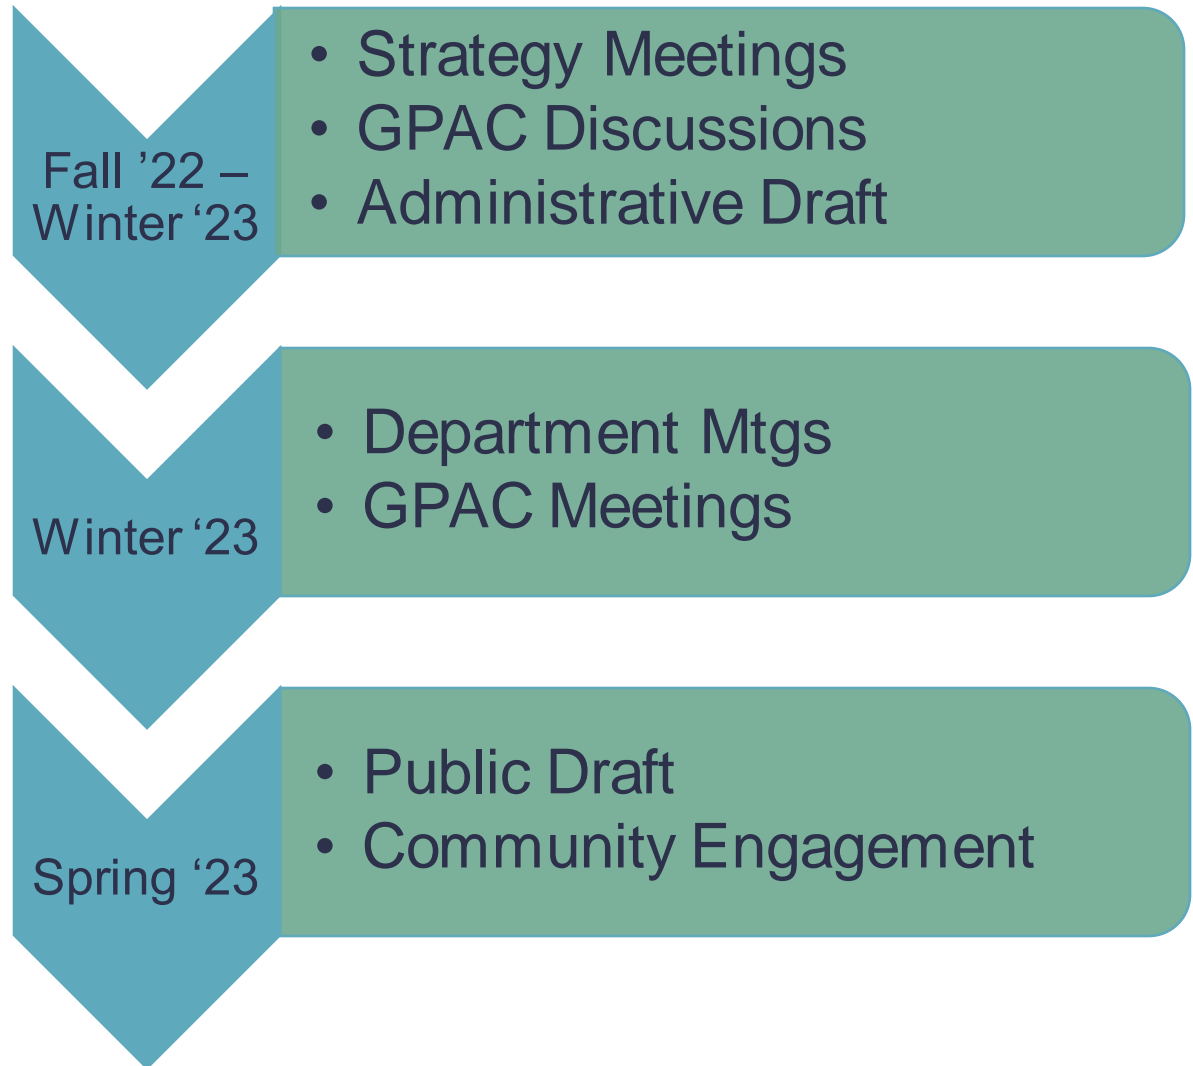 Fall ’22 –
Winter ‘23
• Strategy Meetings
• GPAC Discussions
• Administrative Draft
Winter ‘23
• Department Mtgs
• GPAC Meetings
Spring ‘23
• Public Draft
• Community Engagement